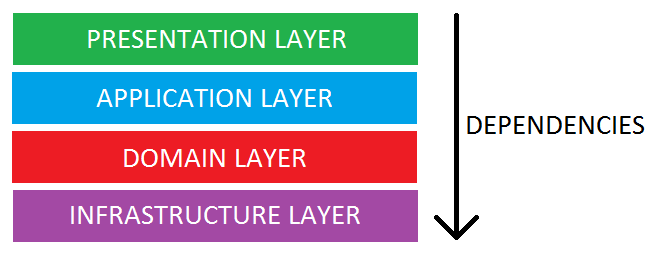 PRESENTATION LAYER
APPLICATION LAYER
DEPENDENCIES
DOMAIN LAYER
INFRASTRUCTURE LAYER